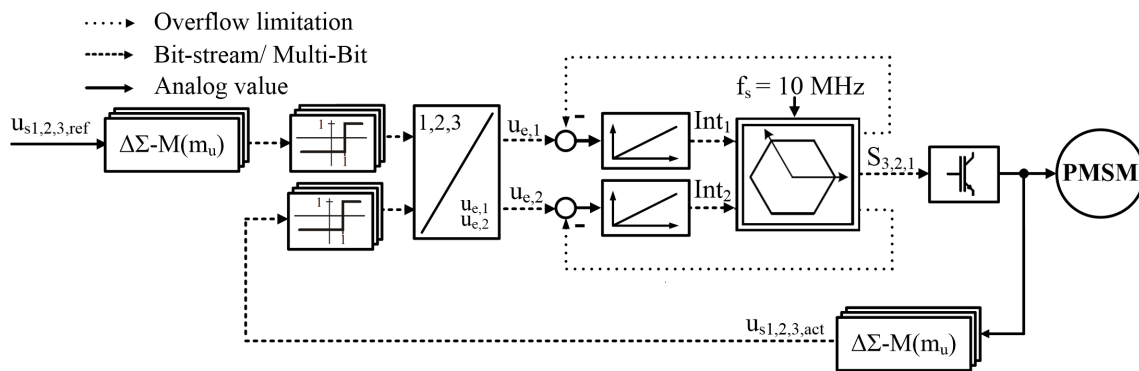 Overflow limitation
Bit-stream/ Multi-Bit
Analog value
u_s1,2,3,ref
ΔΣ-M(m_u)
1
1
1
1
1,2,3
u_e,1
u_e,2
u_e,1
u_e,2
-
-
Int_1
Int_2
f_s = 10 MHz
S_3,2,1
PMSM
u_s1,2,3,act
ΔΣ-M(m_u)